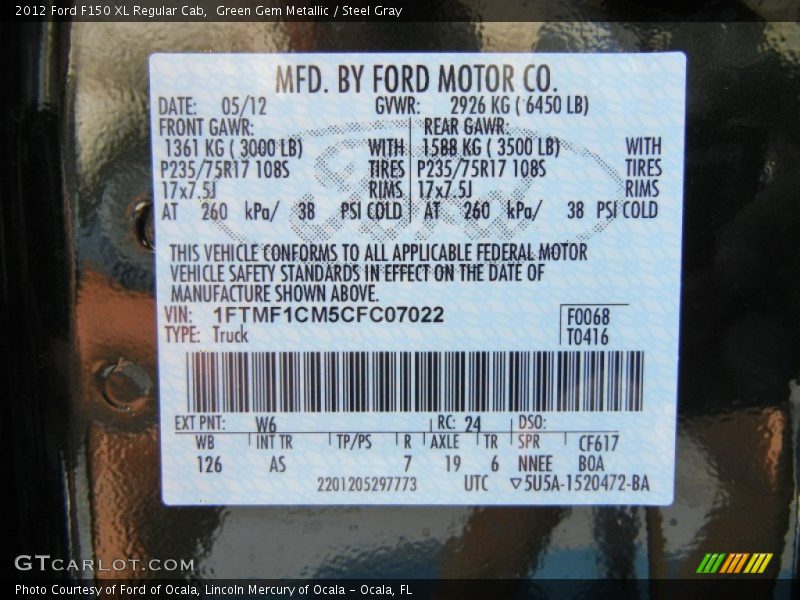 2012 Ford F150 XL Regular Cab,  Green Gem Metallic / Steel Gray
MFD. BY FORD MOTOR CO.
DATE: 05/12 GVWR: 2926 KG ( 6450 LB)
FRONT GAWR: REAR GAWR:
1361 KG ( 3000 LB) WITH 1588 KG ( 3500 LB) WITH
P235/75R17 108S TIRES P235/75R17 108S TIRES
17x7.5J RIMS 17x7.5J RIMS
AT 260 kPa/ 38 PSI COLD AT 260 kPa/ 38 PSI COLD
THIS VEHICLE CONFORMS TO ALL APPLICABLE FEDERAL MOTOR
VEHICLE SAFETY STANDARDS IN EFFECT ON THE DATE OF
MANUFACTURE SHOWN ABOVE.
VIN: 1FTMF1CM5CFC07022 F0068
TYPE: Truck T0416
EXT PNT: W6 RC: 24 DSO:
WB INT TR TP/PS R AXLE TR SPR CF617
126 AS 7 19 6 NNEE BOA
2201205297773 UTC ▽5U5A-1520472-BA
GTCARLOT.COM
Photo Courtesy of Ford of Ocala, Lincoln Mercury of Ocala - Ocala, FL